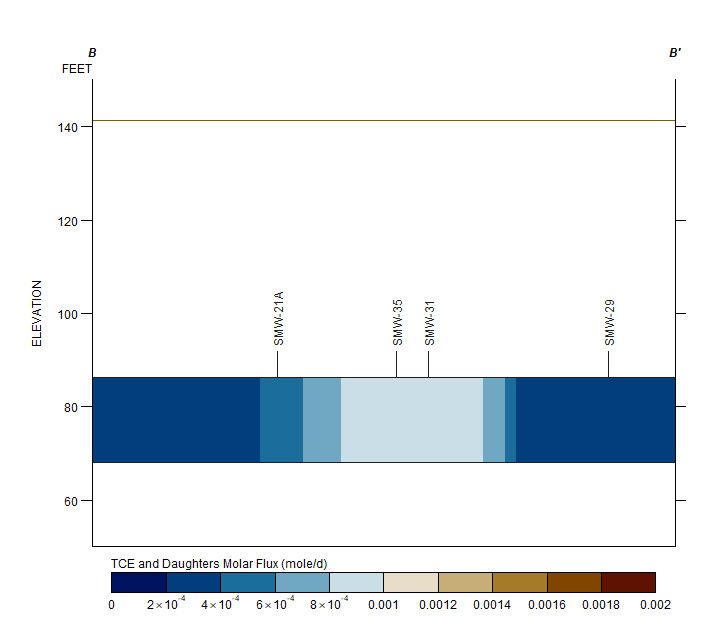 B B'
FEET
140
120
100
80
60
ELEVATION
SMW-21A
SMW-35
SMW-31
SMW-29
TCE and Daughters Molar Flux (mole/d)
0 2×10⁻⁴ 4×10⁻⁴ 6×10⁻⁴ 8×10⁻⁴ 0.001 0.0012 0.0014 0.0016 0.0018 0.002